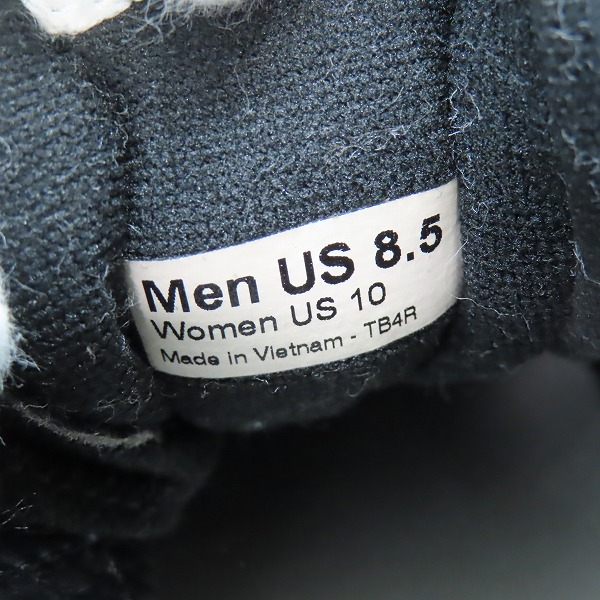 Men US 8.5
Women US 10
Made in Vietnam - TB4R